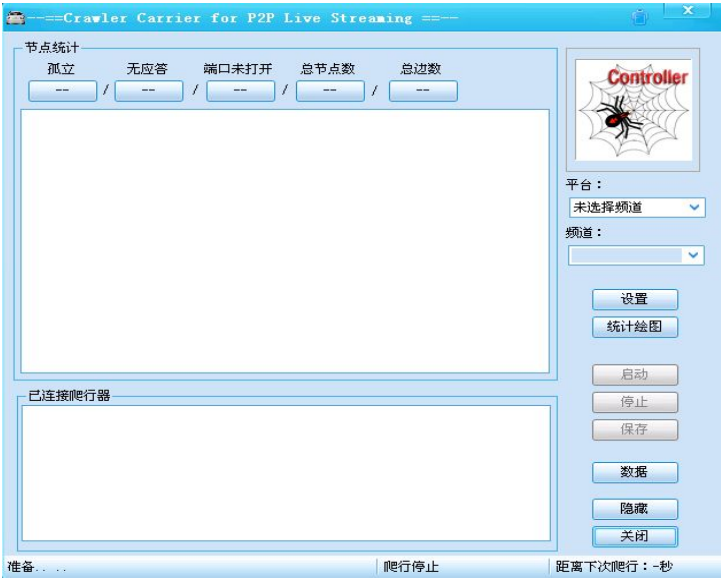 --==Crawler Carrier for P2P Live Streaming ==--
节点统计
孤立 无应答 端口未打开 总节点数 总边数
-- / -- / -- / -- / --
Controller
平台：
未选择频道
频道：
设置
统计绘图
启动
停止
保存
已连接爬行器
数据
隐藏
关闭
准备. . . .
爬行停止
距离下次爬行：-秒